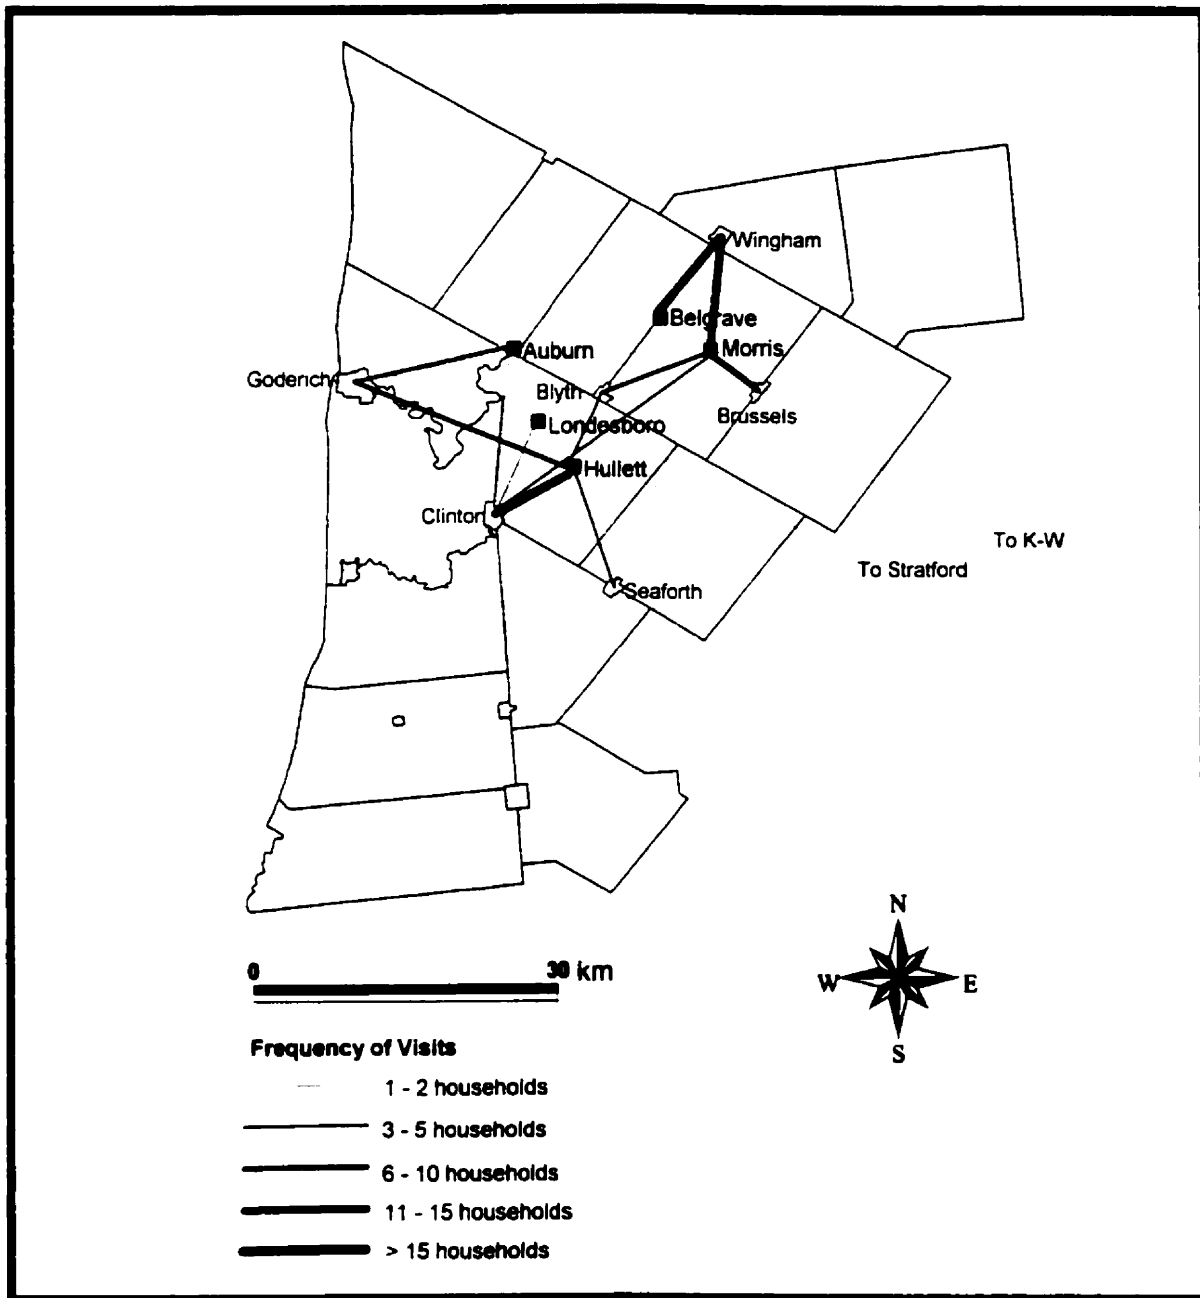 Wingham
Belgrave
Morris
Auburn
Goderich
Blyth
Brussels
Londesboro
Hullett
Clinton
To K-W
To Stratford
Seaforth
N
W E
S
0 30 km
Frequency of Visits
1 - 2 households
3 - 5 households
6 - 10 households
11 - 15 households
> 15 households